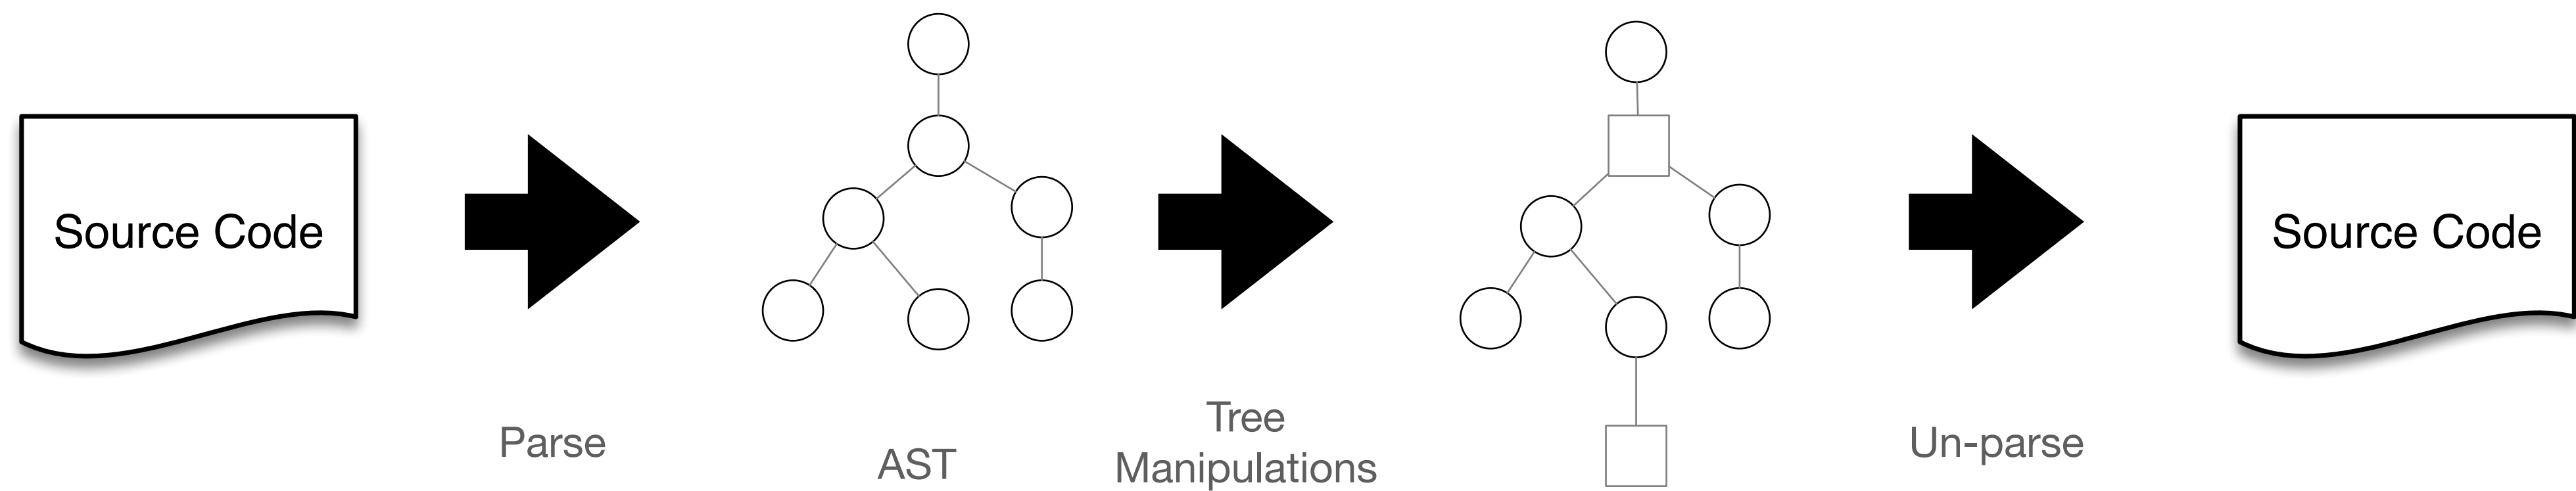 Source Code
Parse
AST
Tree
Manipulations
Un-parse
Source Code